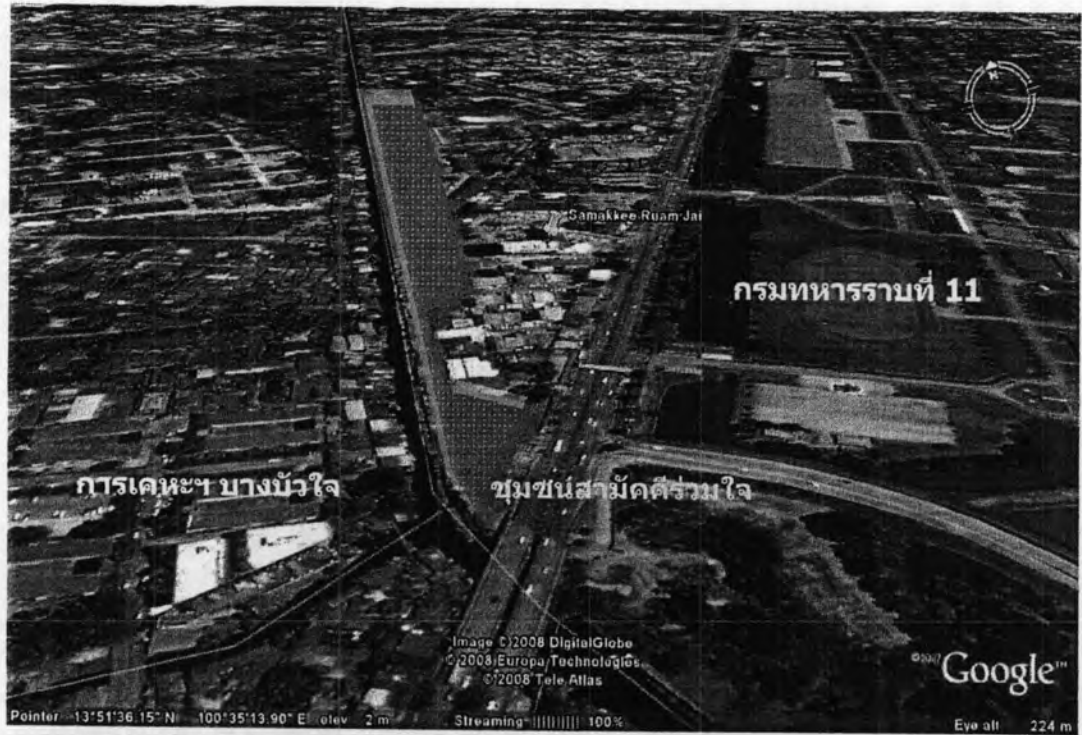 N
Samakkee Ruam Jai
กรมทหารราบที่ 11
การเคหะฯ บางบัวใจ
ชุมชนสามัคคีร่วมใจ
Image © 2008 DigitalGlobe
© 2008 Europa Technologies
© 2008 Tele Atlas
©2007 Google™
Pointer 13°51'36.15" N 100°35'13.90" E elev 2 m Streaming |||||||||| 100% Eye alt 224 m